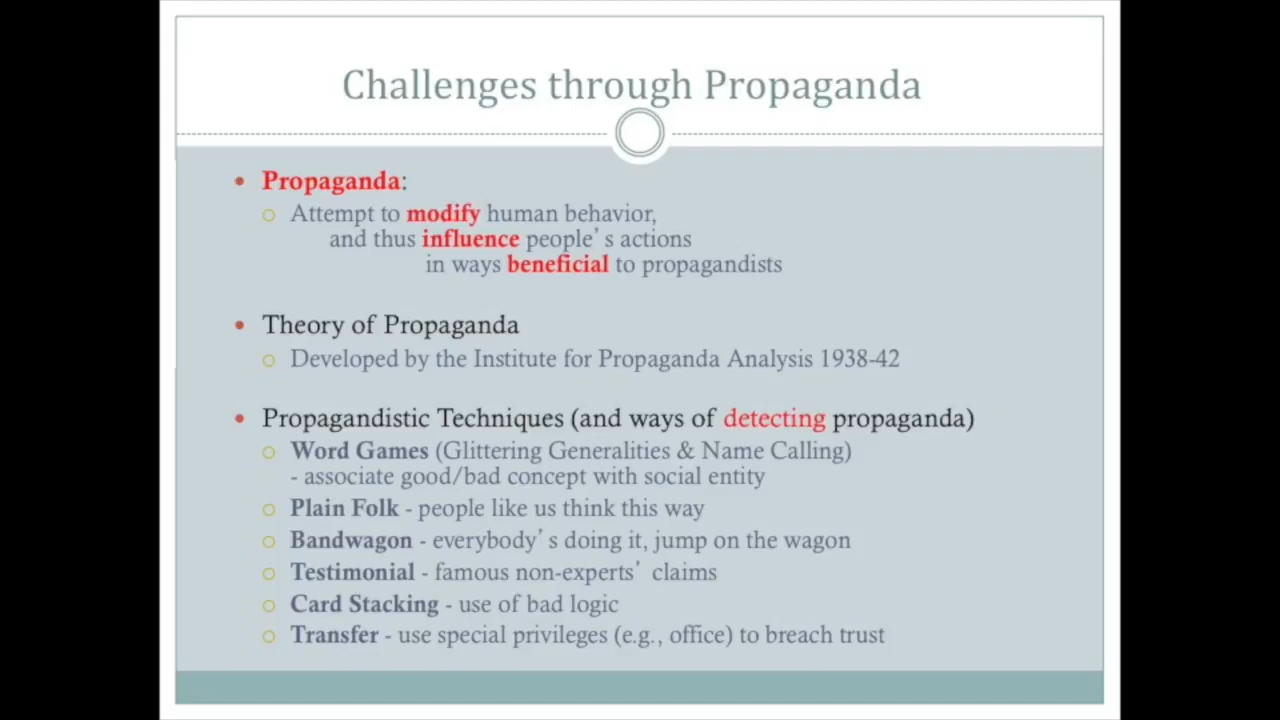 Challenges through Propaganda
• Propaganda:
○ Attempt to modify human behavior,
and thus influence people’s actions
in ways beneficial to propagandists
• Theory of Propaganda
○ Developed by the Institute for Propaganda Analysis 1938-42
• Propagandistic Techniques (and ways of detecting propaganda)
○ Word Games (Glittering Generalities & Name Calling)
- associate good/bad concept with social entity
○ Plain Folk - people like us think this way
○ Bandwagon - everybody’s doing it, jump on the wagon
○ Testimonial - famous non-experts’ claims
○ Card Stacking - use of bad logic
○ Transfer - use special privileges (e.g., office) to breach trust